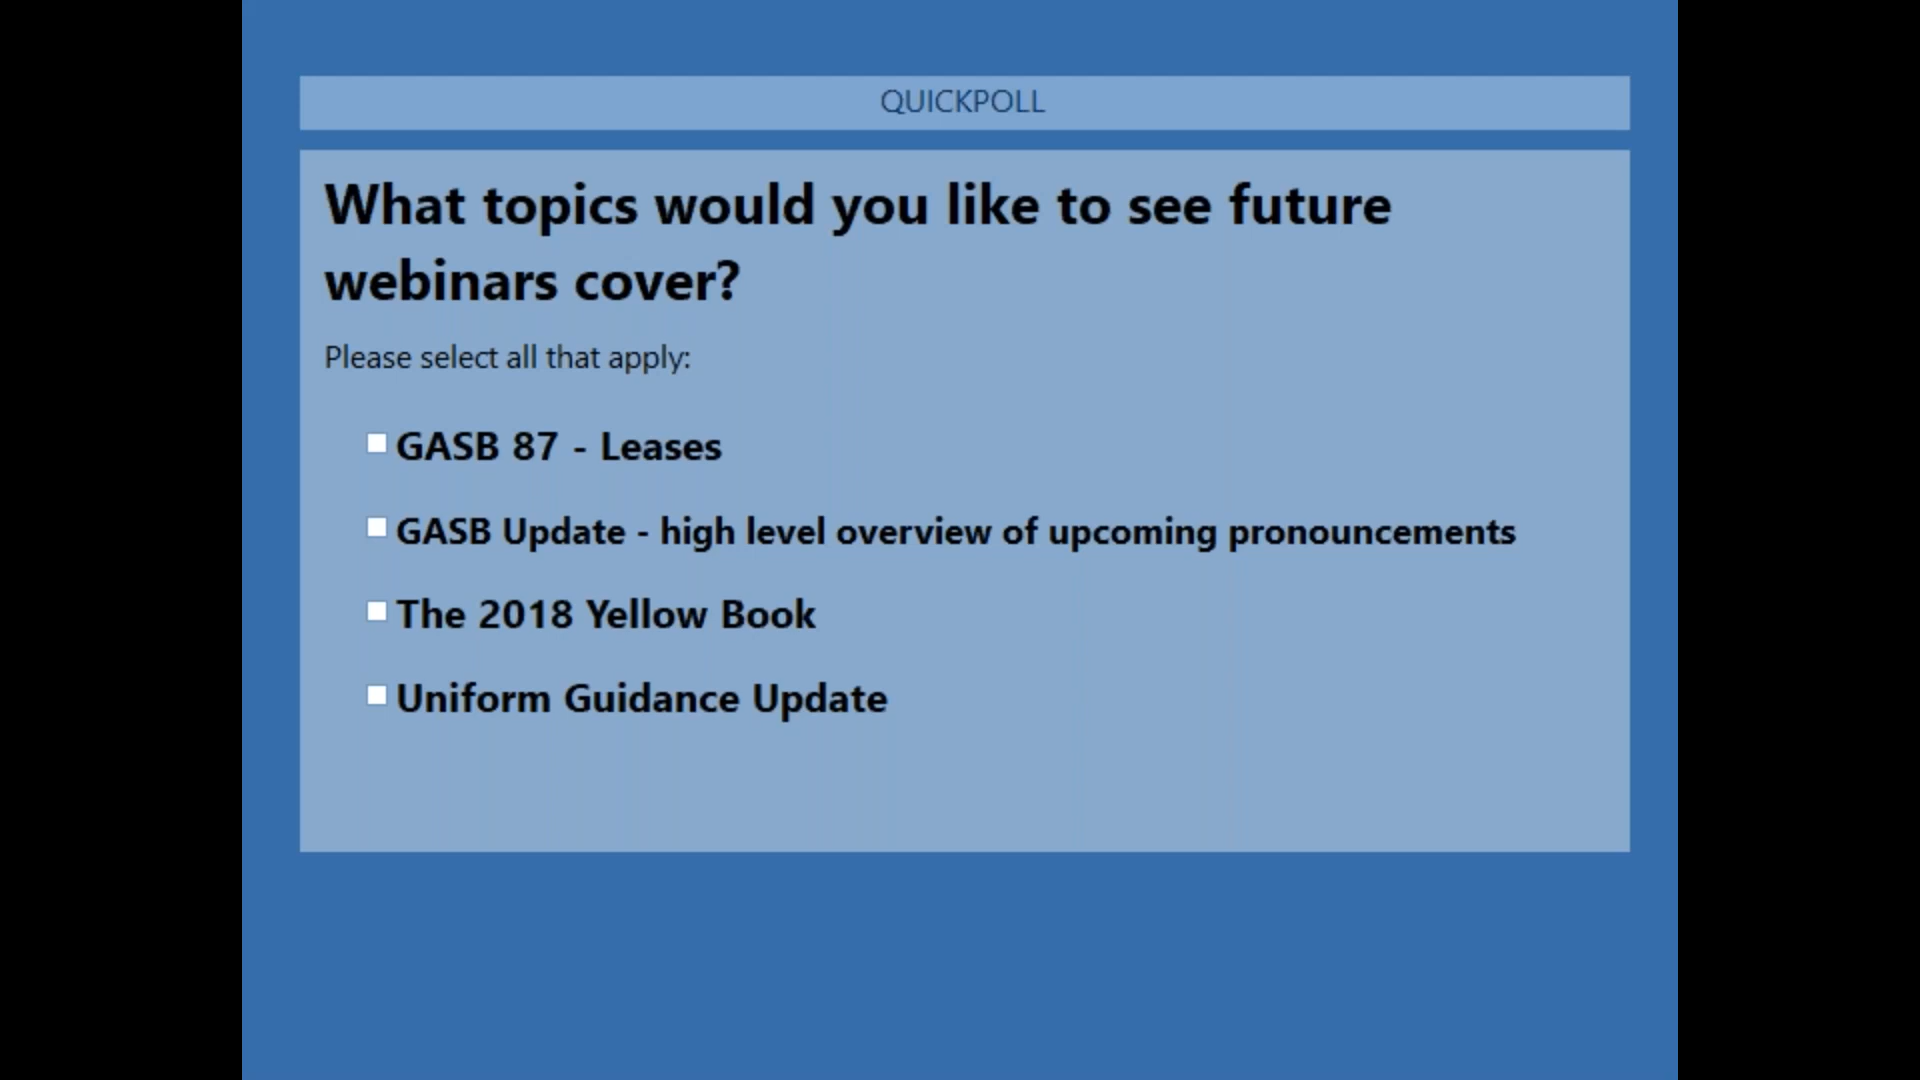 QUICKPOLL
What topics would you like to see future
webinars cover?
Please select all that apply:
GASB 87 - Leases
GASB Update - high level overview of upcoming pronouncements
The 2018 Yellow Book
Uniform Guidance Update